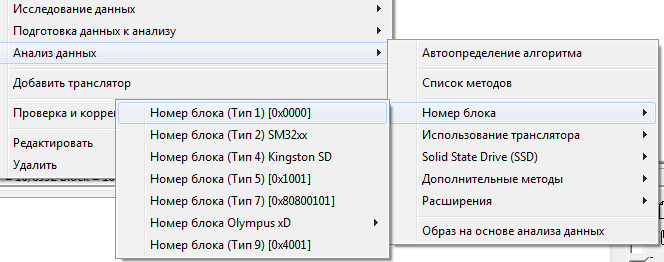 Исследование данных
Подготовка данных к анализу
Анализ данных
Добавить транслятор
Проверка и корре
Редактировать
Удалить
Автоопределение алгоритма
Список методов
Номер блока
Использование транслятора
Solid State Drive (SSD)
Дополнительные методы
Расширения
Образ на основе анализа данных
Номер блока (Тип 1) [0x0000]
Номер блока (Тип 2) SM32xx
Номер блока (Тип 4) Kingston SD
Номер блока (Тип 5) [0x1001]
Номер блока (Тип 7) [0x80800101]
Номер блока Olympus xD
Номер блока (Тип 9) [0x4001]